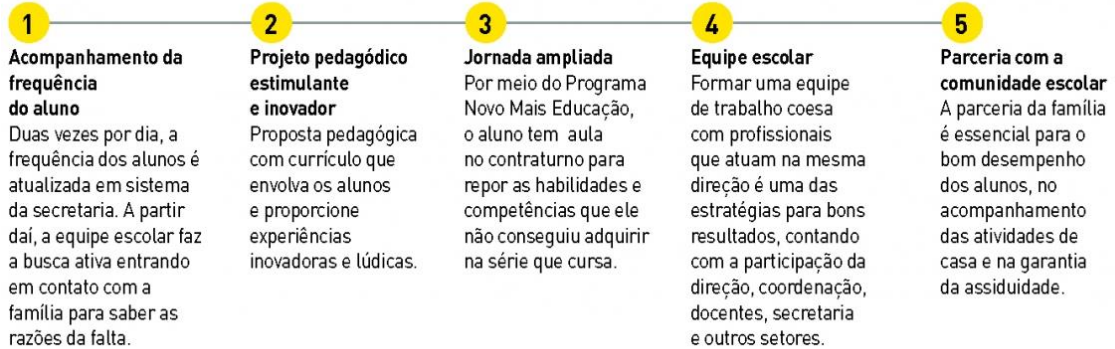 1
Acompanhamento da
frequência
do aluno
Duas vezes por dia, a
frequência dos alunos é
atualizada em sistema
da secretaria. A partir
daí, a equipe escolar faz
a busca ativa entrando
em contato com a
família para saber as
razões da falta.
2
Projeto pedagógico
estimulante
e inovador
Proposta pedagógica
com currículo que
envolva os alunos
e proporcione
experiências
inovadoras e lúdicas.
3
Jornada ampliada
Por meio do Programa
Novo Mais Educação,
o aluno tem aula
no contraturno para
repor as habilidades e
competências que ele
não conseguiu adquirir
na série que cursa.
4
Equipe escolar
Formar uma equipe
de trabalho coesa
com profissionais
que atuam na mesma
direção é uma das
estratégias para bons
resultados, contando
com a participação da
direção, coordenação,
docentes, secretaria
e outros setores.
5
Parceria com a
comunidade escolar
A parceria da família
é essencial para o
bom desempenho
dos alunos, no
acompanhamento
das atividades de
casa e na garantia
da assiduidade.